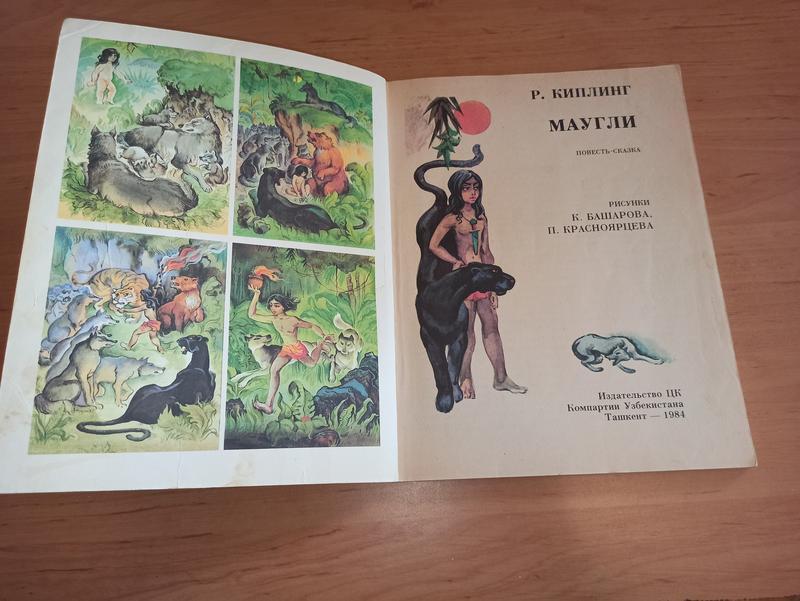 Р. КИПЛИНГ
МАУГЛИ
ПОВЕСТЬ-СКАЗКА
РИСУНКИ
К. БАШАРОВА,
П. КРАСНОЯРЦЕВА
Издательство ЦК
Компартии Узбекистана
Ташкент — 1984